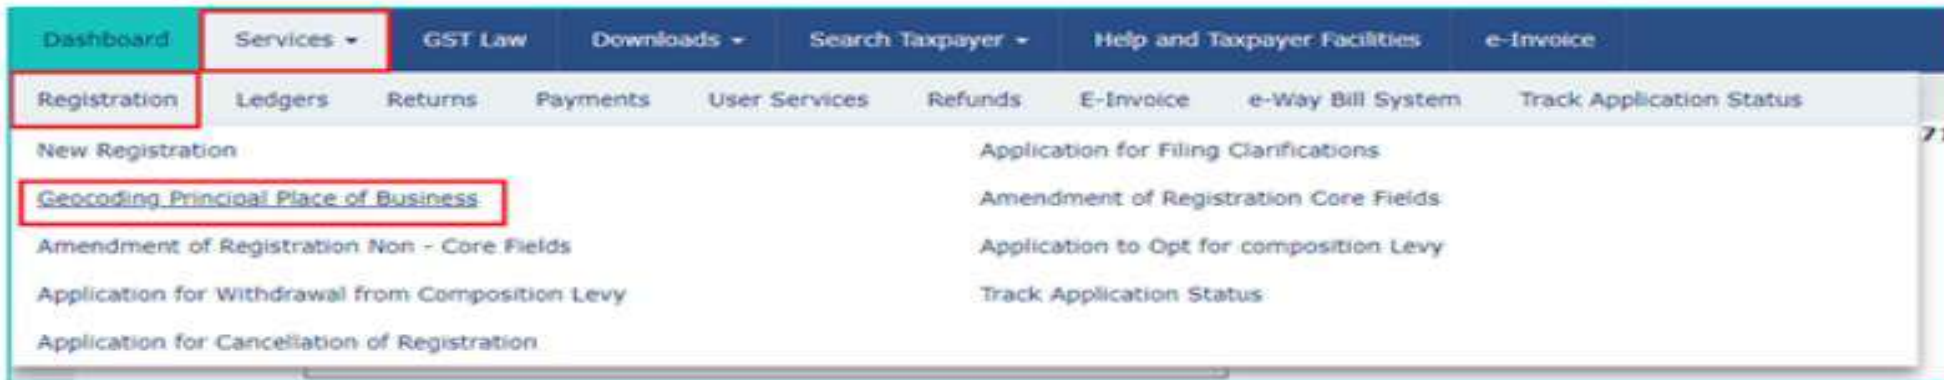 Dashboard Services GST Law Downloads Search Taxpayer Help and Taxpayer Facilities e-Invoice
Registration Ledgers Returns Payments User Services Refunds E-Invoice e-Way Bill System Track Application Status
New Registration Application for Filing Clarifications
Geocoding Principal Place of Business Amendment of Registration Core Fields
Amendment of Registration Non - Core Fields Application to Opt for composition Levy
Application for Withdrawal from Composition Levy Track Application Status
Application for Cancellation of Registration